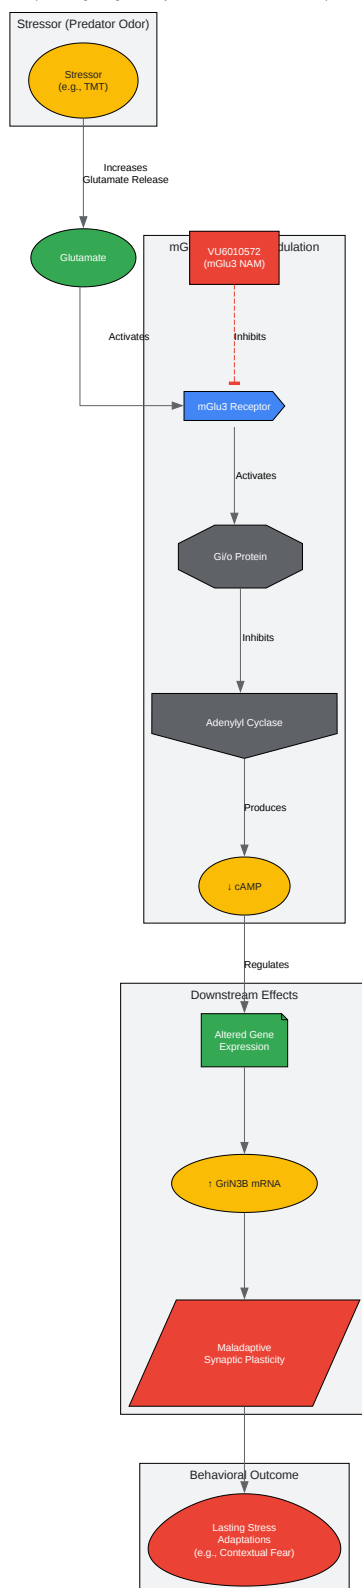 Stressor (Predator Odor)
Stressor
(e.g., TMT)
Increases
Glutamate Release
Glutamate
VU6010572
(mGlu3 NAM)
Activates
Inhibits
mGlu3 Receptor
Activates
Gi/o Protein
Inhibits
Adenylyl Cyclase
Produces
↓ cAMP
Regulates
Downstream Effects
Altered Gene
Expression
↑ GriN3B mRNA
Maladaptive
Synaptic Plasticity
Behavioral Outcome
Lasting Stress
Adaptations
(e.g., Contextual Fear)